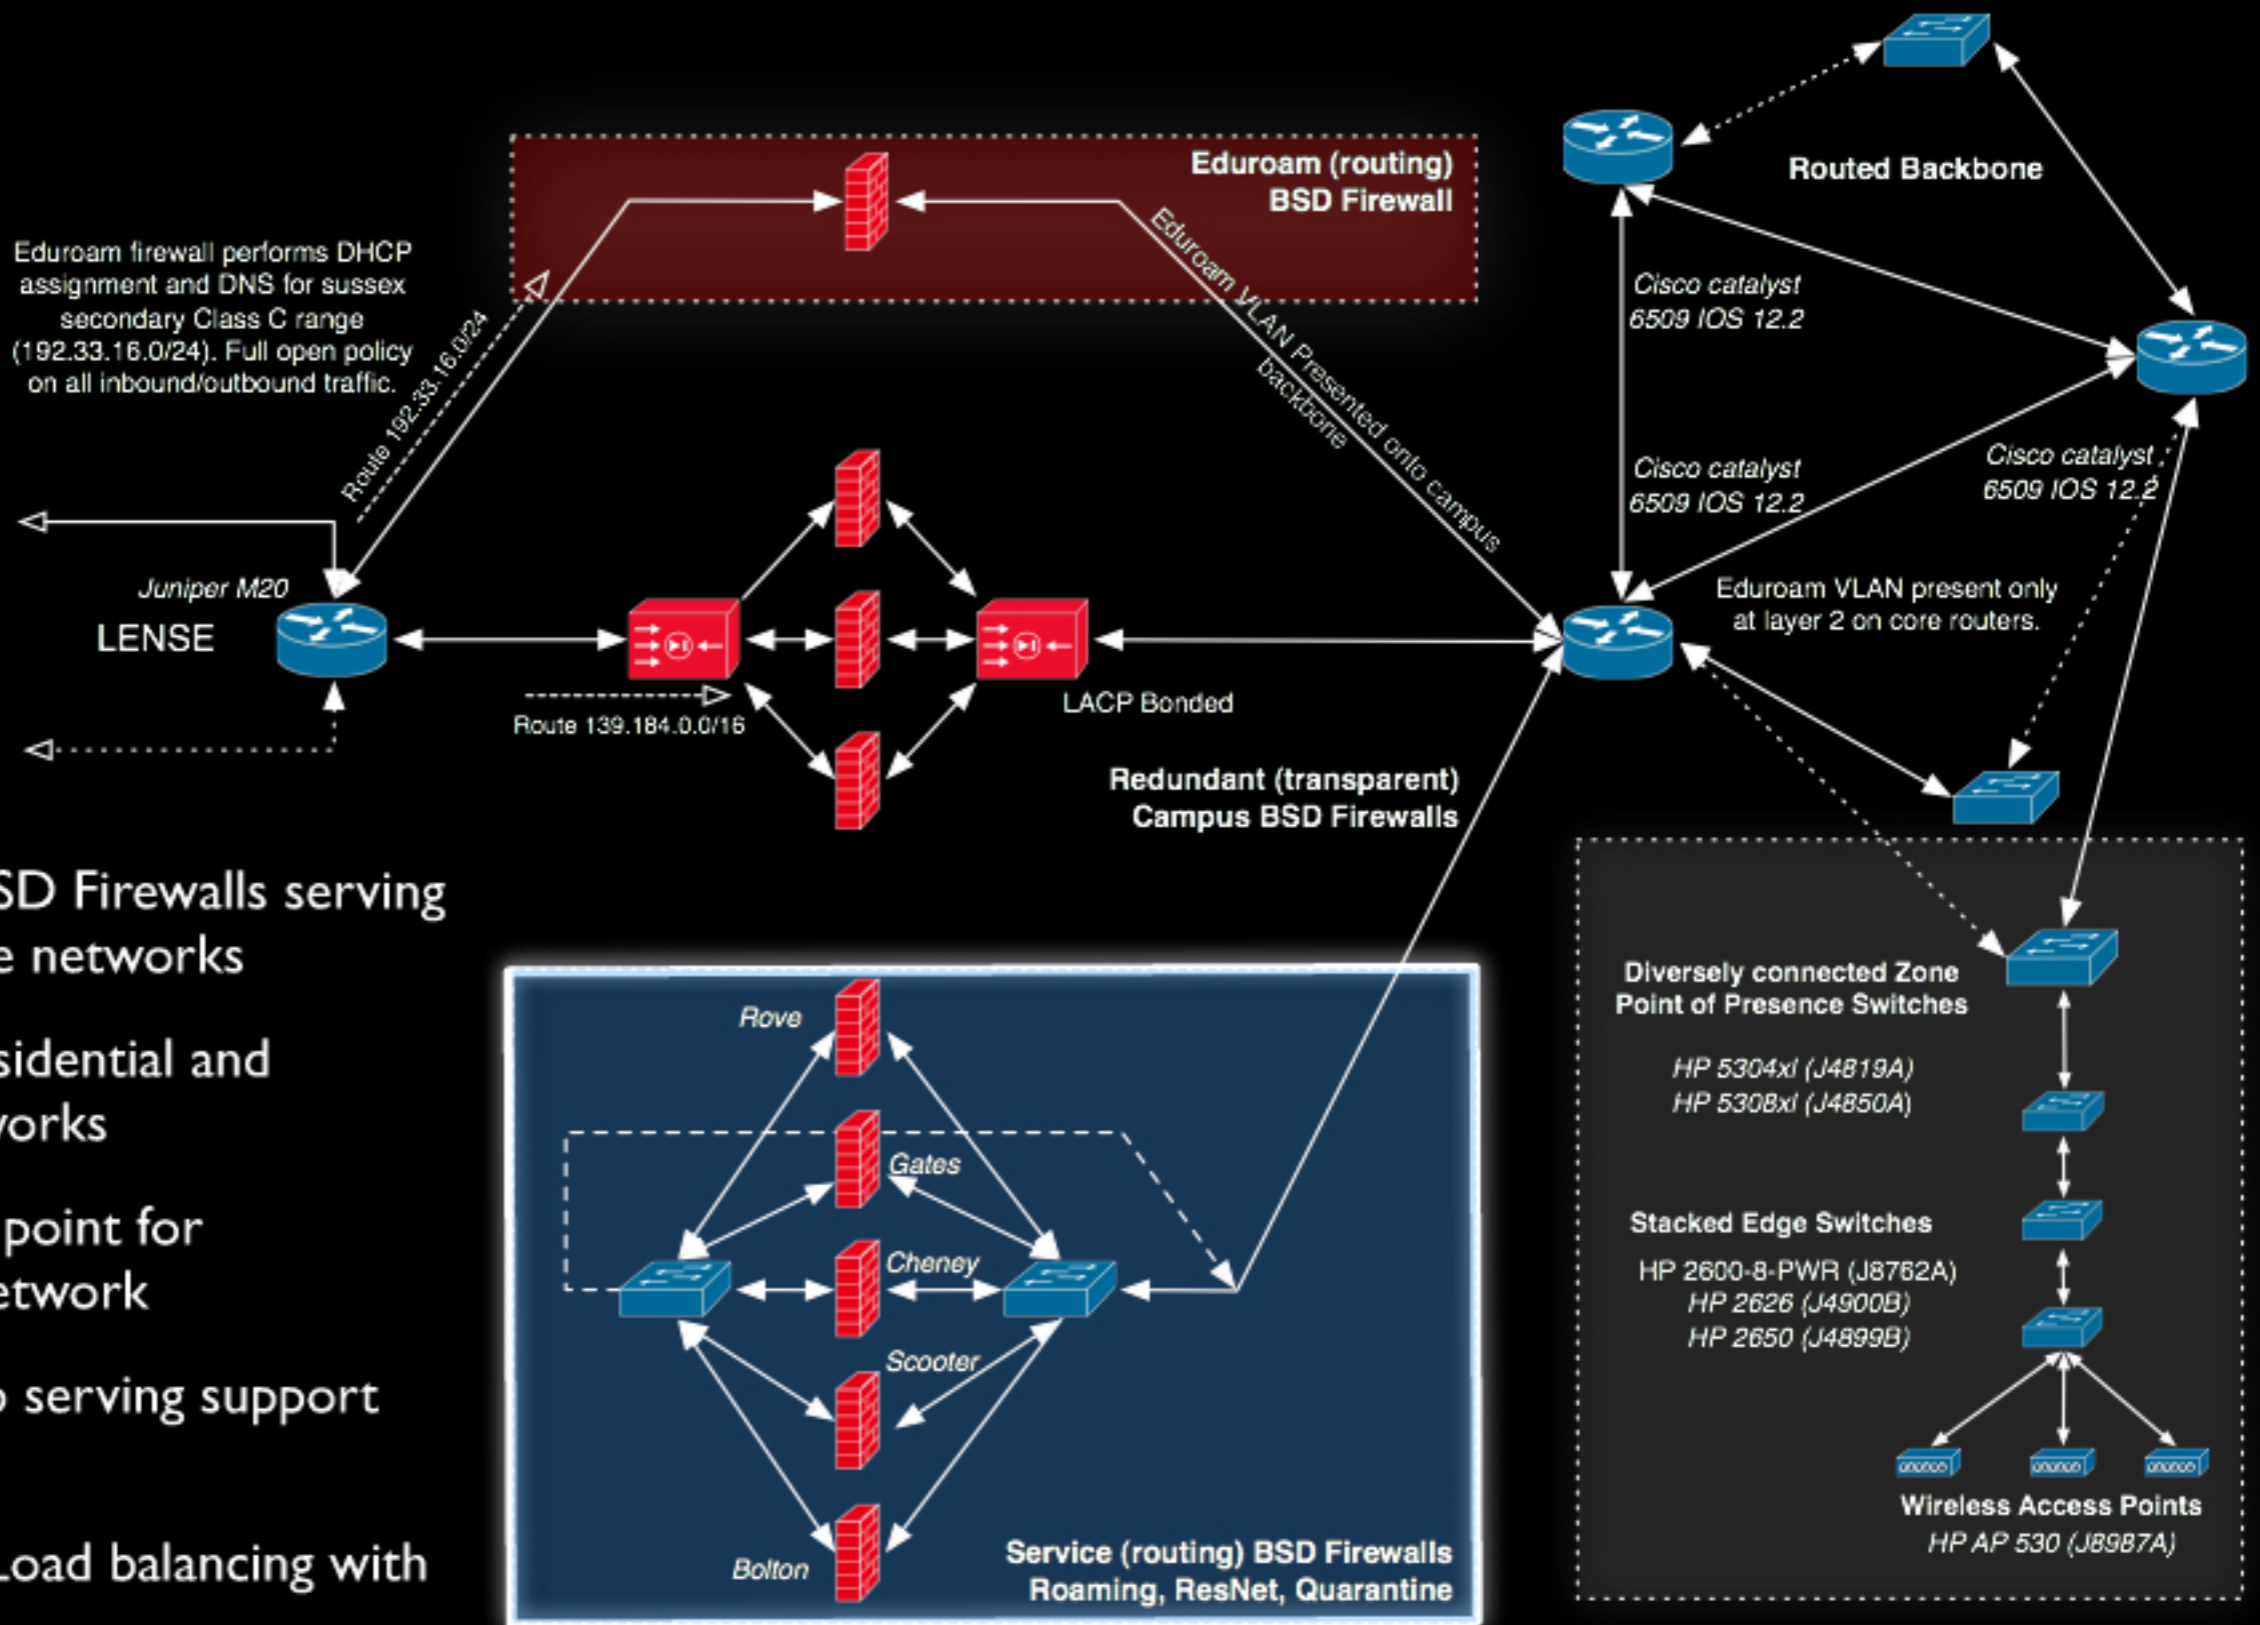 Eduroam (routing)
BSD Firewall
Routed Backbone
Eduroam firewall performs DHCP
assignment and DNS for sussex
secondary Class C range
(192.33.16.0/24). Full open policy
on all inbound/outbound traffic.
Route 192.33.16.0/24
Eduroam VLAN Presented onto campus
backbone
Cisco catalyst
6509 IOS 12.2
Cisco catalyst
6509 IOS 12.2
Cisco catalyst
6509 IOS 12.2
Juniper M20
LENSE
Eduroam VLAN present only
at layer 2 on core routers.
LACP Bonded
Route 139.184.0.0/16
Redundant (transparent)
Campus BSD Firewalls
SD Firewalls serving
e networks
sidential and
works
point for
etwork
o serving support
Load balancing with
Rove
Gates
Cheney
Scooter
Bolton
Service (routing) BSD Firewalls
Roaming, ResNet, Quarantine
Diversely connected Zone
Point of Presence Switches
HP 5304xl (J4819A)
HP 5308xl (J4850A)
Stacked Edge Switches
HP 2600-8-PWR (J8762A)
HP 2626 (J4900B)
HP 2650 (J4899B)
Wireless Access Points
HP AP 530 (J8987A)